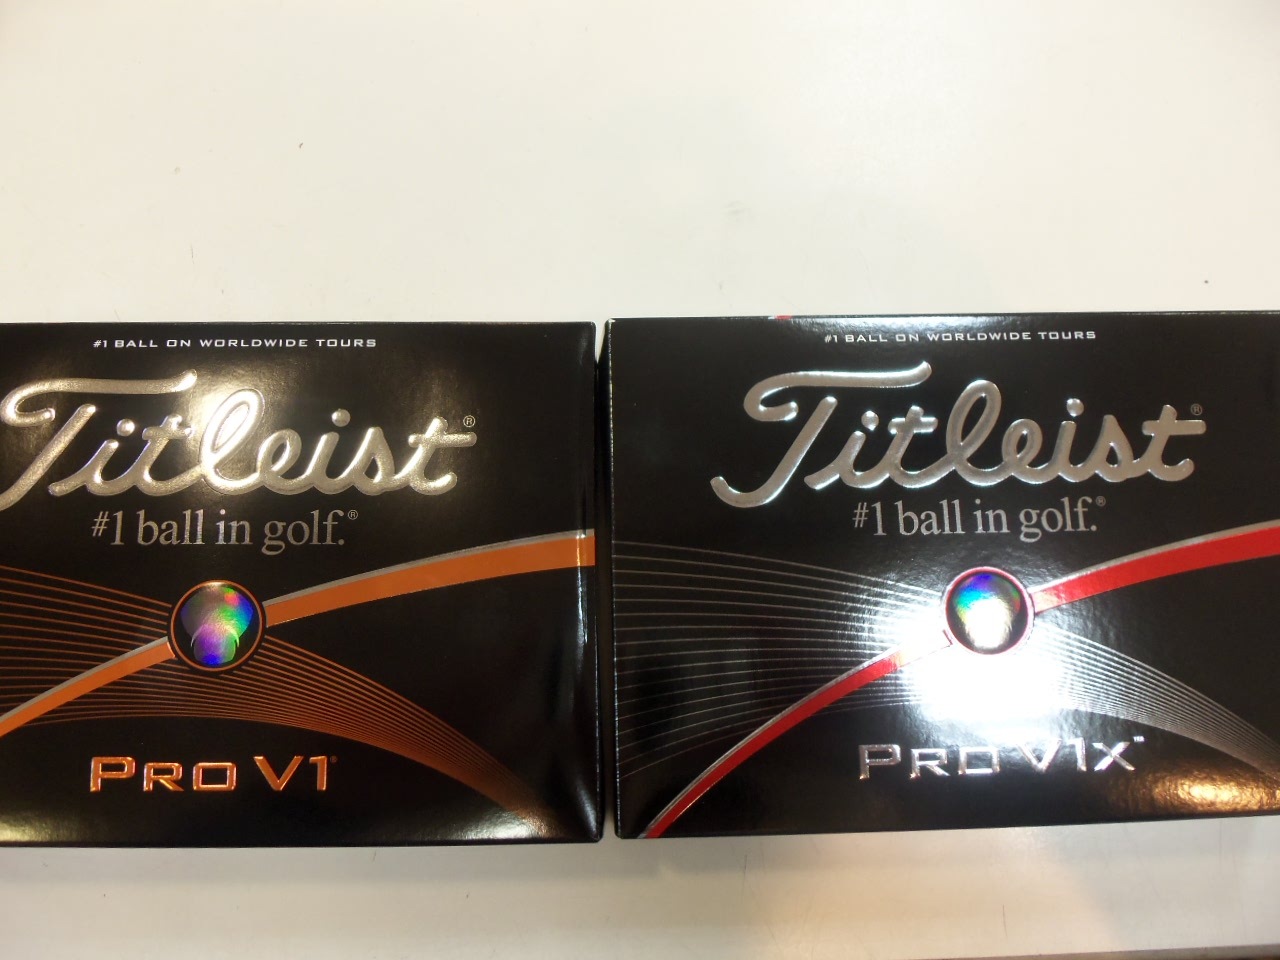 #1 BALL ON WORLDWIDE TOURS
Titleist®
#1 ball in golf.®
PRO V1®
#1 BALL ON WORLDWIDE TOURS
Titleist®
#1 ball in golf.®
PRO V1X™